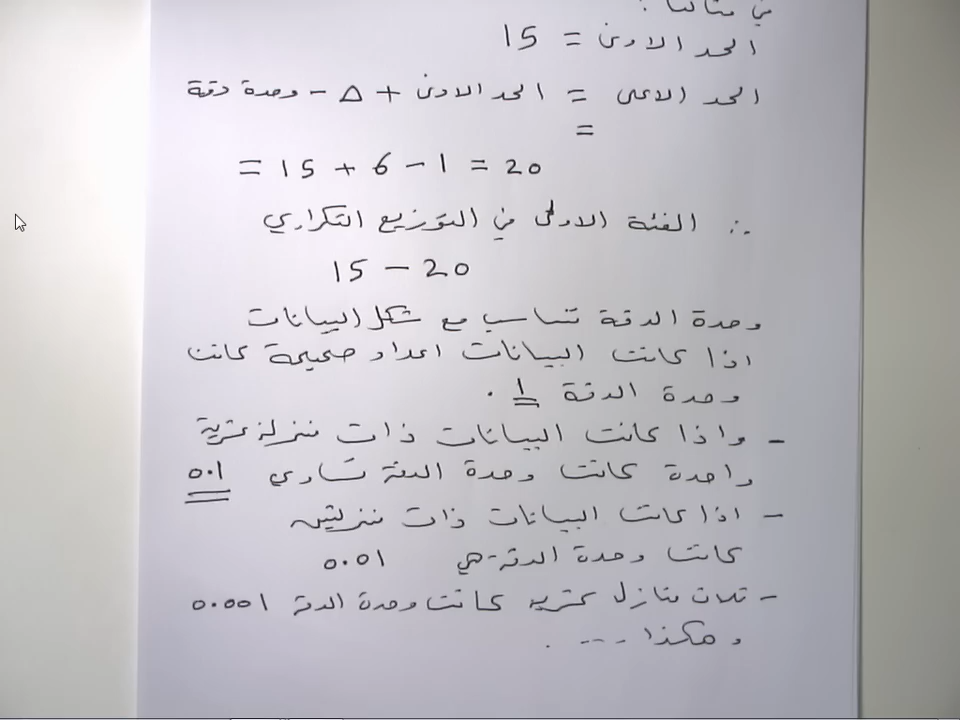 في مثالنا :
الحد الادنى = 15
الحد الاعلى = الحد الادنى + Δ - وحدة دقة
=
= 15 + 6 - 1 = 20
∴ الفئة الاولى في التوزيع التكراري
15 - 20
وحدة الدقة تتناسب مع شكل البيانات
اذا كانت البيانات اعداد صحيحة كانت
وحدة الدقة 1 .
- واذا كانت البيانات ذات منزلة عشرية
واحدة كانت وحدة الدقة تساوي 0.1
- اذا كانت البيانات ذات منزلتين
كانت وحدة الدقة هي 0.01
- ثلاث منازل عشرية كانت وحدة الدقة 0.001
وهكذا ---- .